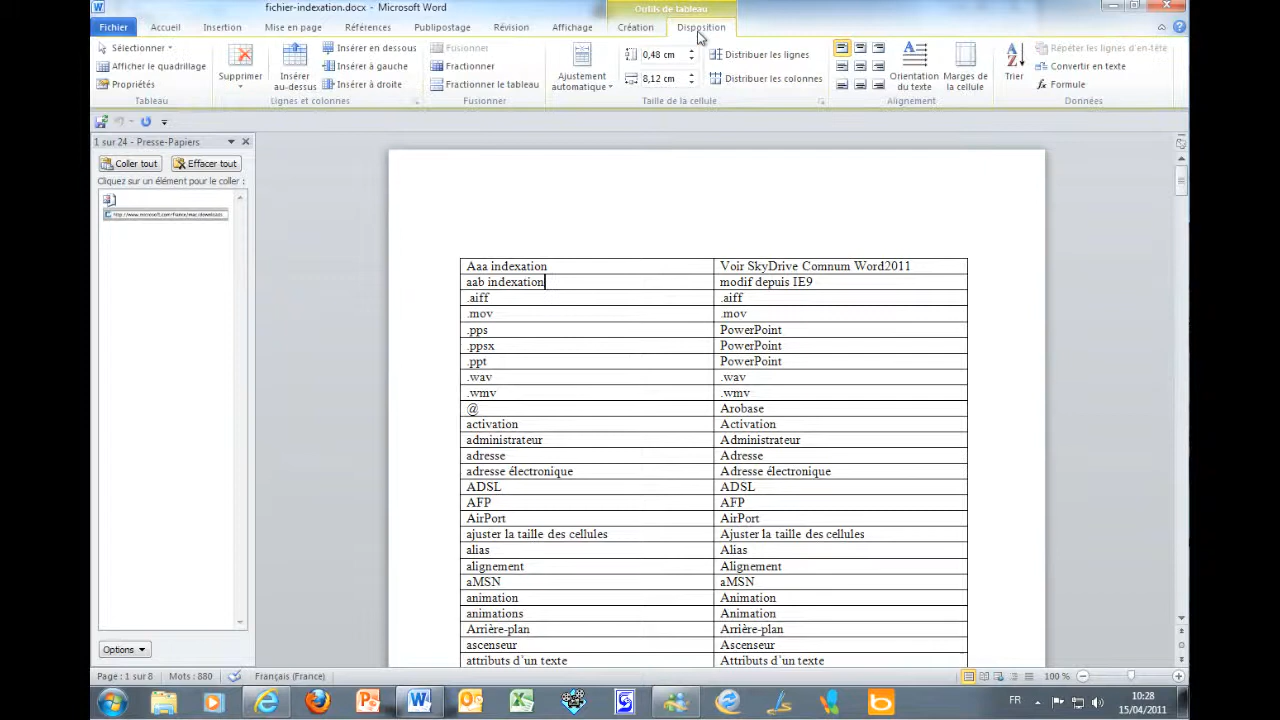 fichier-indexation.docx - Microsoft Word
Outils de tableau
Fichier Accueil Insertion Mise en page Références Publipostage Révision Affichage Création Disposition
Sélectionner
Afficher le quadrillage
Propriétés
Tableau
Supprimer
Insérer au-dessus
Insérer en dessous
Insérer à gauche
Insérer à droite
Lignes et colonnes
Fusionner
Fractionner
Fractionner le tableau
Fusionner
Ajustement automatique
0,48 cm
8,12 cm
Distribuer les lignes
Distribuer les colonnes
Taille de la cellule
Orientation du texte
Marges de la cellule
Alignement
Trier
Répéter les lignes d'en-tête
Convertir en texte
Formule
Données
1 sur 24 - Presse-Papiers
Coller tout Effacer tout
Cliquez sur un élément pour le coller :
Aaa indexation Voir SkyDrive Comnum Word2011
aab indexation modif depuis IE9
.aiff .aiff
.mov .mov
.pps PowerPoint
.ppsx PowerPoint
.ppt PowerPoint
.wav .wav
.wmv .wmv
@ Arobase
activation Activation
administrateur Administrateur
adresse Adresse
adresse électronique Adresse électronique
ADSL ADSL
AFP AFP
AirPort AirPort
ajuster la taille des cellules Ajuster la taille des cellules
alias Alias
alignement Alignement
aMSN aMSN
animation Animation
animations Animation
Arrière-plan Arrière-plan
ascenseur Ascenseur
attributs d'un texte Attributs d'un texte
Options
Page : 1 sur 8 Mots : 880 Français (France) 100 %
FR
10:28
15/04/2011